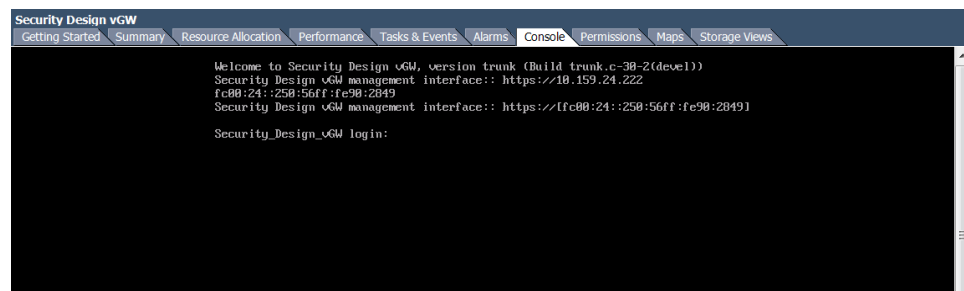 Security Design vGW
Getting Started Summary Resource Allocation Performance Tasks & Events Alarms Console Permissions Maps Storage Views
Welcome to Security Design vGW, version trunk (Build trunk.c-30-2(devel))
Security Design vGW management interface:: https://10.159.24.222
fc00:24::250:56ff:fe90:2849
Security Design vGW management interface:: https://[fc00:24::250:56ff:fe90:2849]
Security_Design_vGW login: